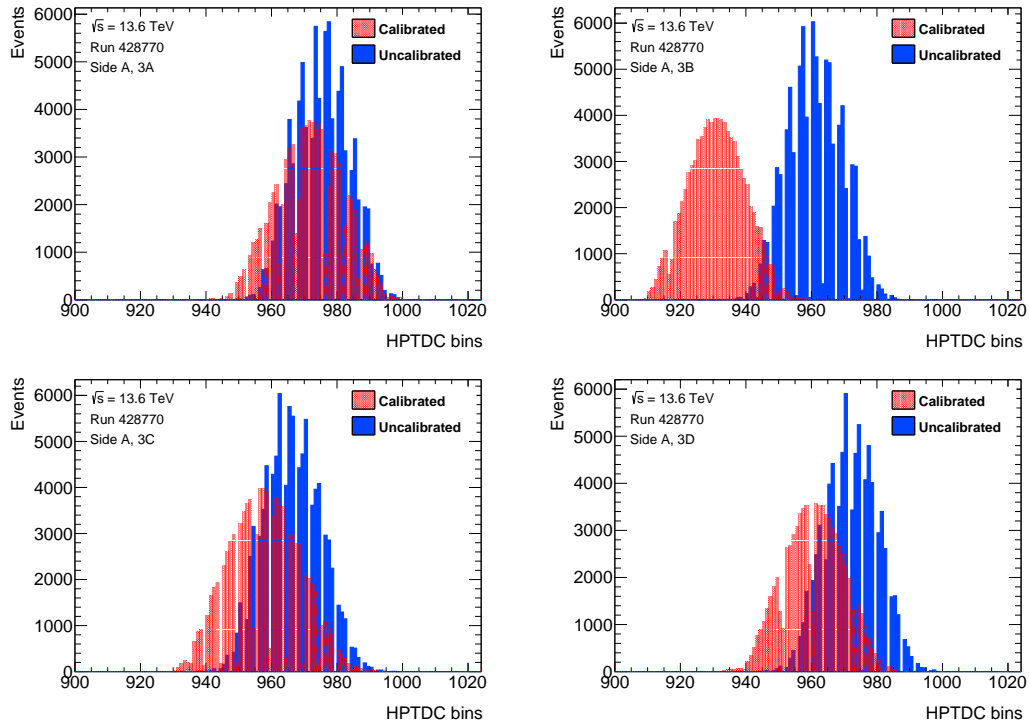 Events
6000
5000
4000
3000
2000
1000
0
√s = 13.6 TeV
Run 428770
Side A, 3A
Calibrated
Uncalibrated
900 920 940 960 980 1000 1020
HPTDC bins
Events
6000
5000
4000
3000
2000
1000
0
√s = 13.6 TeV
Run 428770
Side A, 3B
Calibrated
Uncalibrated
900 920 940 960 980 1000 1020
HPTDC bins
Events
6000
5000
4000
3000
2000
1000
0
√s = 13.6 TeV
Run 428770
Side A, 3C
Calibrated
Uncalibrated
900 920 940 960 980 1000 1020
HPTDC bins
Events
6000
5000
4000
3000
2000
1000
0
√s = 13.6 TeV
Run 428770
Side A, 3D
Calibrated
Uncalibrated
900 920 940 960 980 1000 1020
HPTDC bins